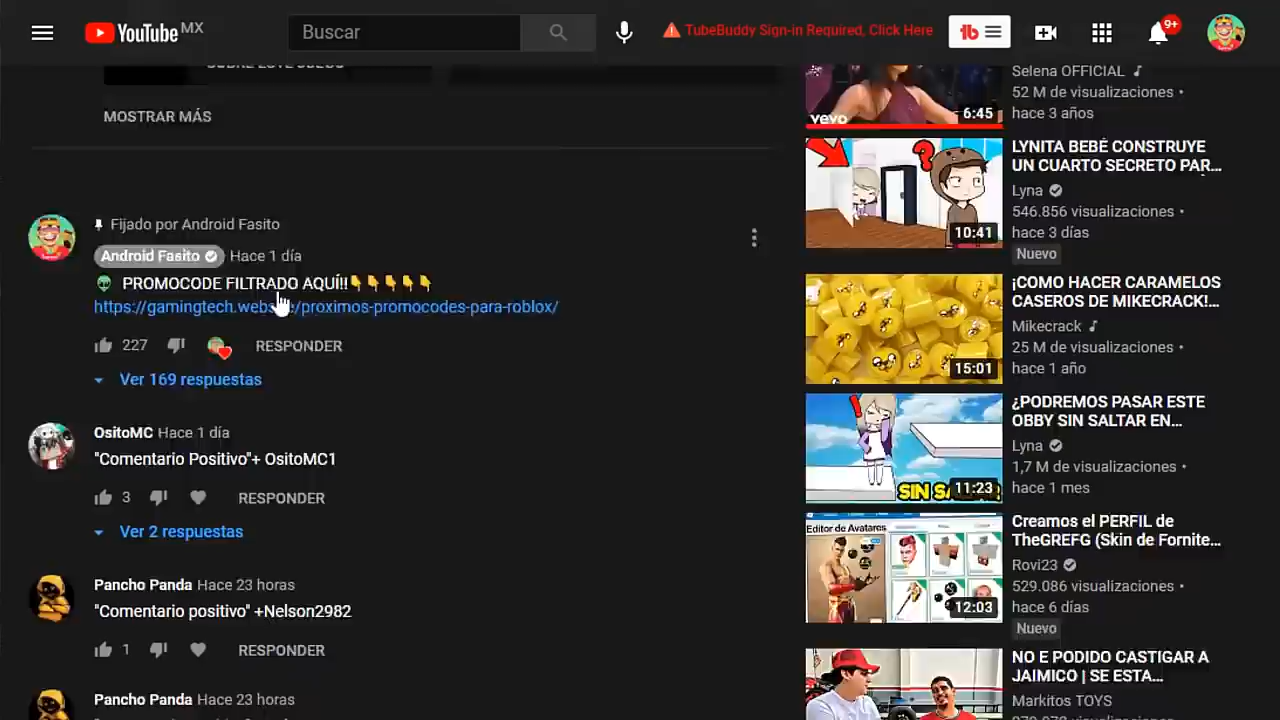 YouTube MX
Buscar
TubeBuddy Sign-in Required, Click Here
tb
9+
MOSTRAR MÁS
Fijado por Android Fasito
Android Fasito Hace 1 día
PROMOCODE FILTRADO AQUÍ!!
https://gamingtech.website/proximos-promocodes-para-roblox/
227 RESPONDER
Ver 169 respuestas
OsitoMC Hace 1 día
"Comentario Positivo"+ OsitoMC1
3 RESPONDER
Ver 2 respuestas
Pancho Panda Hace 23 horas
"Comentario positivo" +Nelson2982
1 RESPONDER
Pancho Panda Hace 23 horas
vevo
6:45
Selena OFFICIAL
52 M de visualizaciones •
hace 3 años
10:41
LYNITA BEBÉ CONSTRUYE
UN CUARTO SECRETO PAR...
Lyna
546.856 visualizaciones •
hace 3 días
Nuevo
15:01
¡COMO HACER CARAMELOS
CASEROS DE MIKECRACK!...
Mikecrack
25 M de visualizaciones •
hace 1 año
SIN
11:23
¿PODREMOS PASAR ESTE
OBBY SIN SALTAR EN...
Lyna
1,7 M de visualizaciones •
hace 1 mes
Editor de Avatares
12:03
Creamos el PERFIL de
TheGREFG (Skin de Fornite...
Rovi23
529.086 visualizaciones •
hace 6 días
Nuevo
NO E PODIDO CASTIGAR A
JAIMICO | SE ESTA...
Markitos TOYS